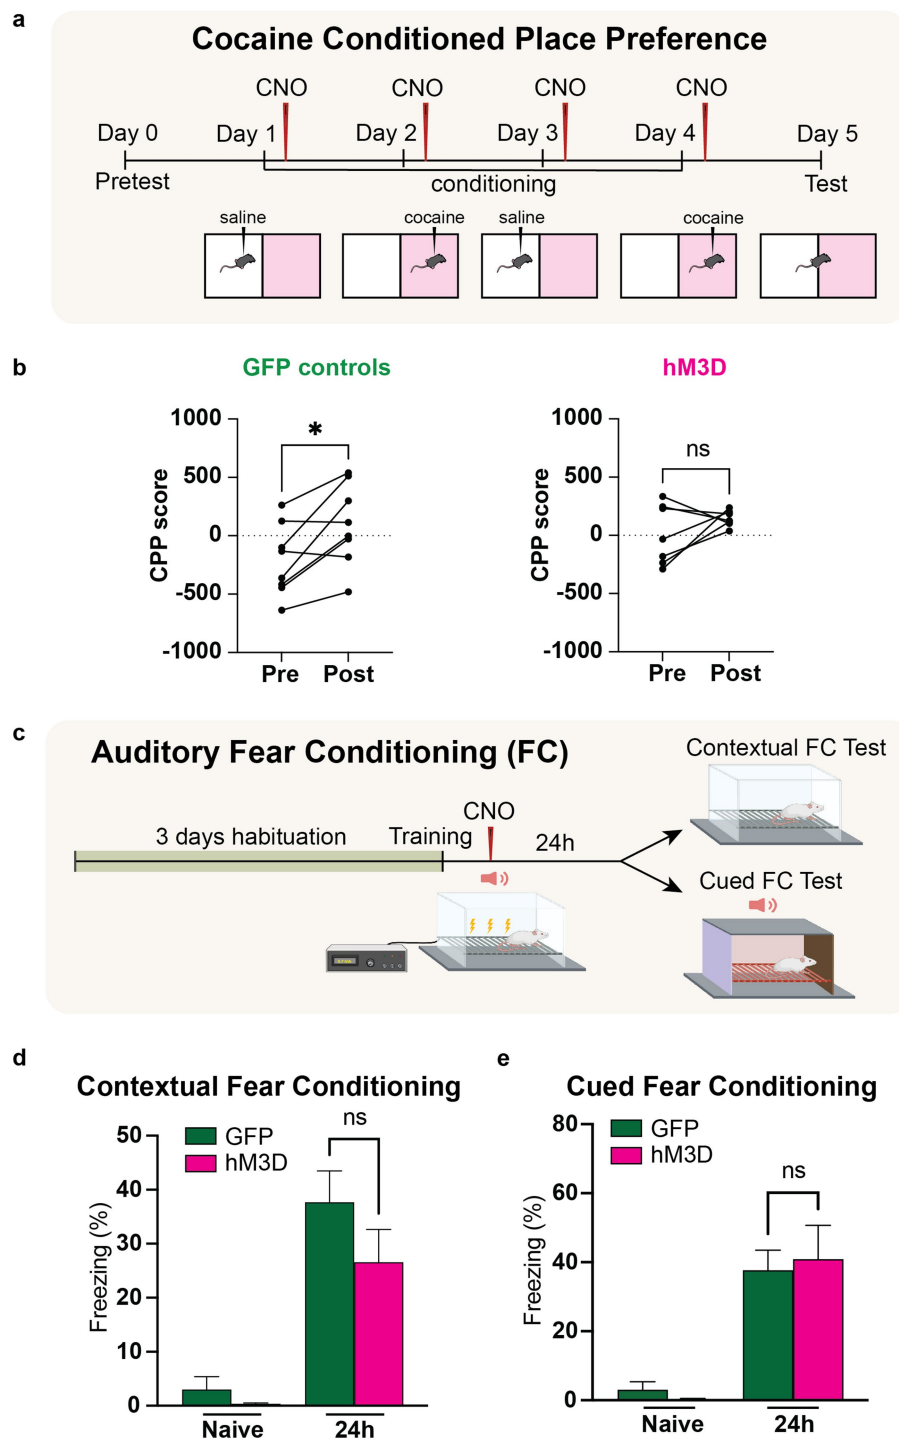 a
Cocaine Conditioned Place Preference
CNO CNO CNO CNO
Day 0 Day 1 Day 2 Day 3 Day 4 Day 5
Pretest conditioning Test
saline cocaine saline cocaine
b
GFP controls hM3D
1000 1000
* ns
500 500
0 0
-500 -500
-1000 -1000
CPP score CPP score
Pre Post Pre Post
c
Auditory Fear Conditioning (FC)
Contextual FC Test
CNO
3 days habituation Training 24h
Cued FC Test
d
Contextual Fear Conditioning
ns
50
GFP
hM3D
40
30
20
10
0
Freezing (%)
Naive 24h
e
Cued Fear Conditioning
80
GFP
hM3D
ns
60
40
20
0
Freezing (%)
Naive 24h